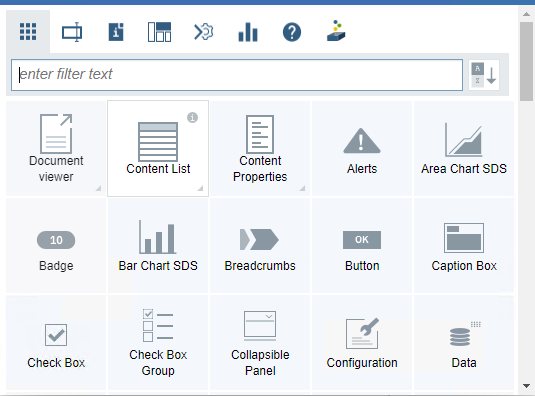 enter filter text
A
Z
Document
viewer
Content List
Content
Properties
Alerts
Area Chart SDS
10
Badge
Bar Chart SDS
Breadcrumbs
OK
Button
Caption Box
Check Box
Check Box
Group
Collapsible
Panel
Configuration
Data